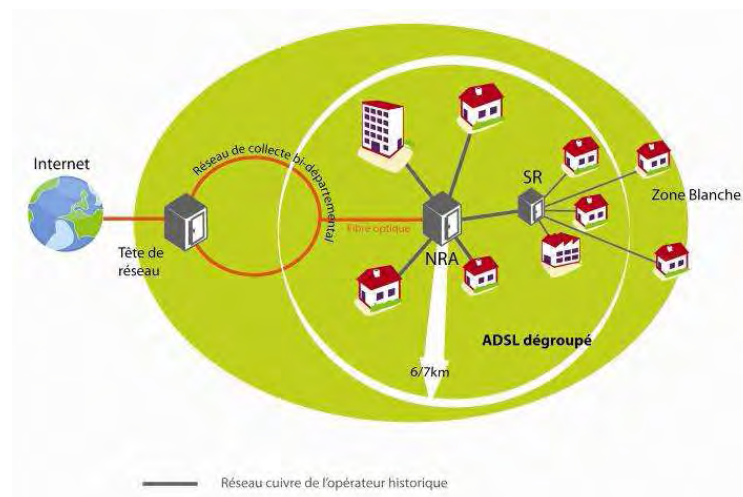 Internet
Réseau de collecte bi-départemental
Tête de
réseau
Fibre optique
NRA
SR
Zone Blanche
ADSL dégroupé
6/7km
Réseau cuivre de l'opérateur historique